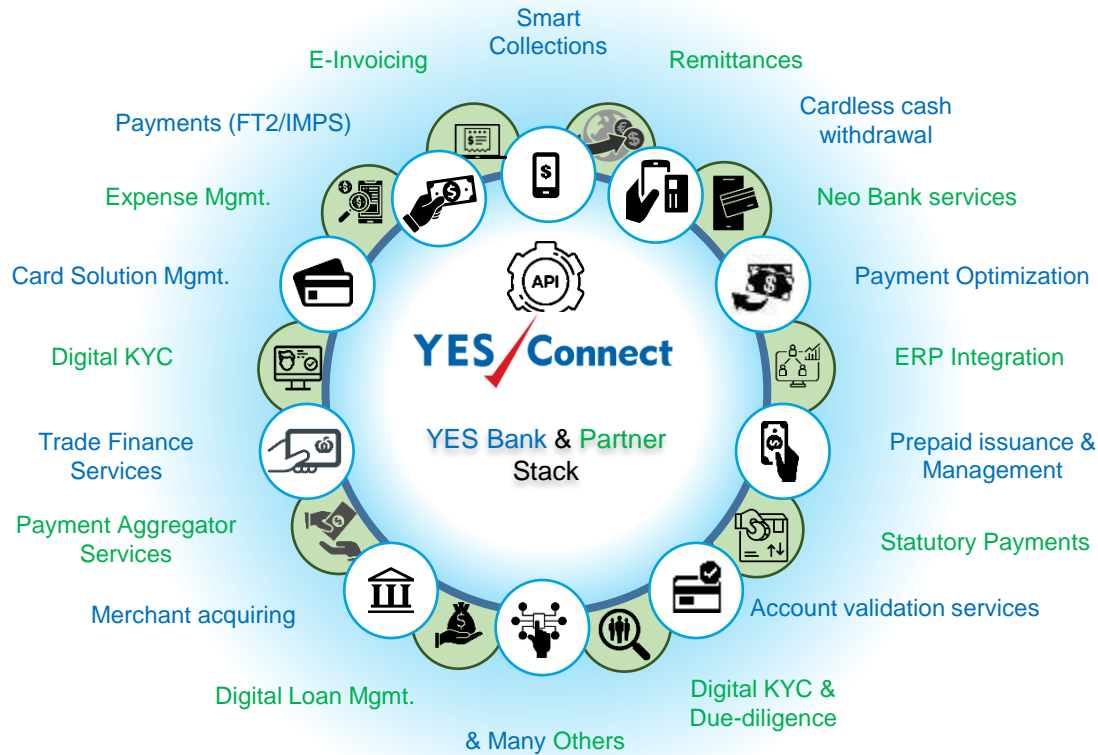 Smart
Collections
E-Invoicing
Remittances
Payments (FT2/IMPS)
Cardless cash
withdrawal
Expense Mgmt.
Neo Bank services
Card Solution Mgmt.
Payment Optimization
API
YES Connect
Digital KYC
ERP Integration
YES Bank & Partner
Stack
Trade Finance
Services
Prepaid issuance &
Management
Payment Aggregator
Services
Statutory Payments
Merchant acquiring
Account validation services
Digital Loan Mgmt.
Digital KYC &
Due-diligence
& Many Others